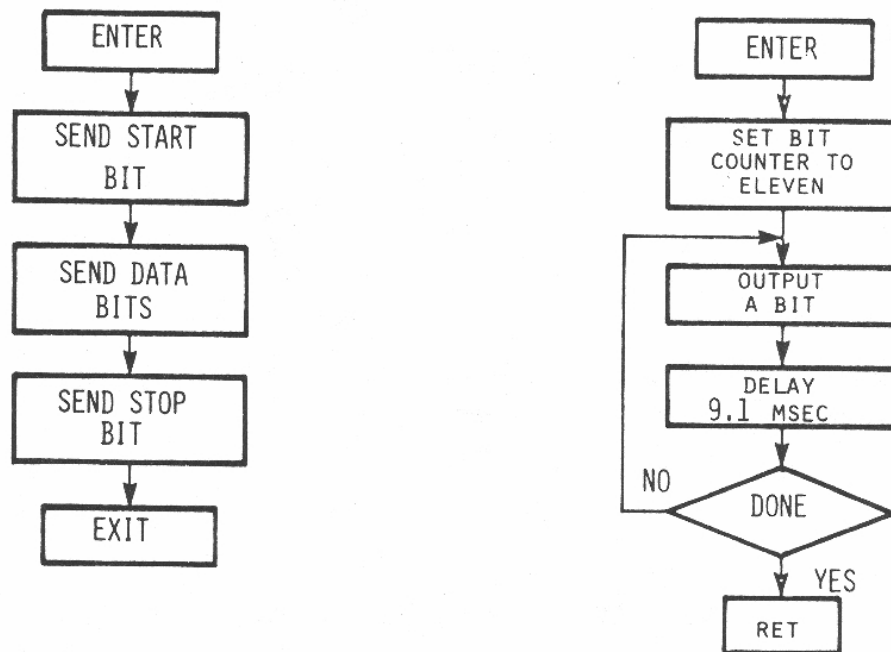 ENTER
SEND START
BIT
SEND DATA
BITS
SEND STOP
BIT
EXIT
ENTER
SET BIT
COUNTER TO
ELEVEN
OUTPUT
A BIT
DELAY
9.1 MSEC
DONE
NO
YES
RET